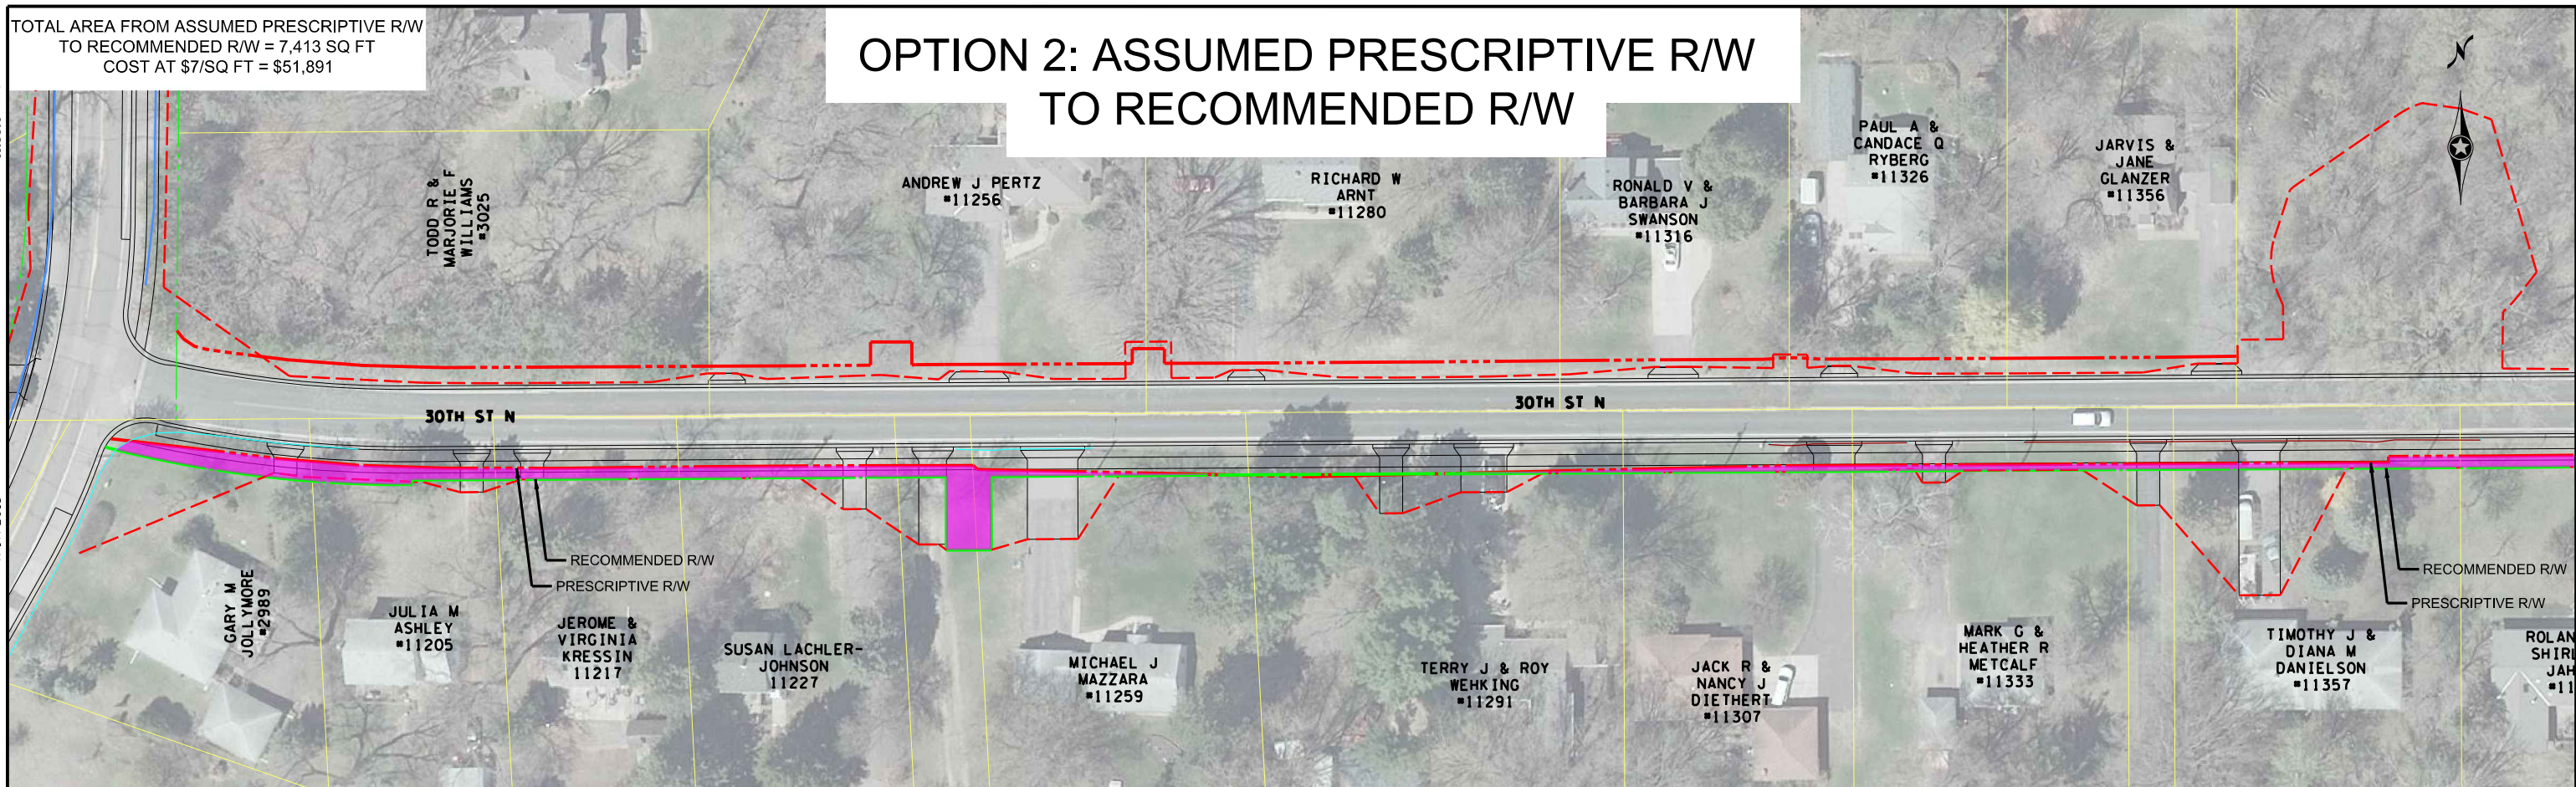 TOTAL AREA FROM ASSUMED PRESCRIPTIVE R/W
TO RECOMMENDED R/W = 7,413 SQ FT
COST AT $7/SQ FT = $51,891
OPTION 2: ASSUMED PRESCRIPTIVE R/W
TO RECOMMENDED R/W
N
TODD R &
MARJORIE F
WILLIAMS
#3025
ANDREW J PERTZ
#11256
RICHARD W
ARNT
#11280
RONALD V &
BARBARA J
SWANSON
#11316
PAUL A &
CANDACE Q
RYBERG
#11326
JARVIS &
JANE
GLANZER
#11356
30TH ST N
30TH ST N
RECOMMENDED R/W
PRESCRIPTIVE R/W
RECOMMENDED R/W
PRESCRIPTIVE R/W
GARY M
JOLLYMORE
#2989
JULIA M
ASHLEY
#11205
JEROME &
VIRGINIA
KRESSIN
11217
SUSAN LACHLER-
JOHNSON
11227
MICHAEL J
MAZZARA
#11259
TERRY J & ROY
WEHKING
#11291
JACK R &
NANCY J
DIETHERT
#11307
MARK G &
HEATHER R
METCALF
#11333
TIMOTHY J &
DIANA M
DANIELSON
#11357
ROLAN
SHIRL
JAH
#11